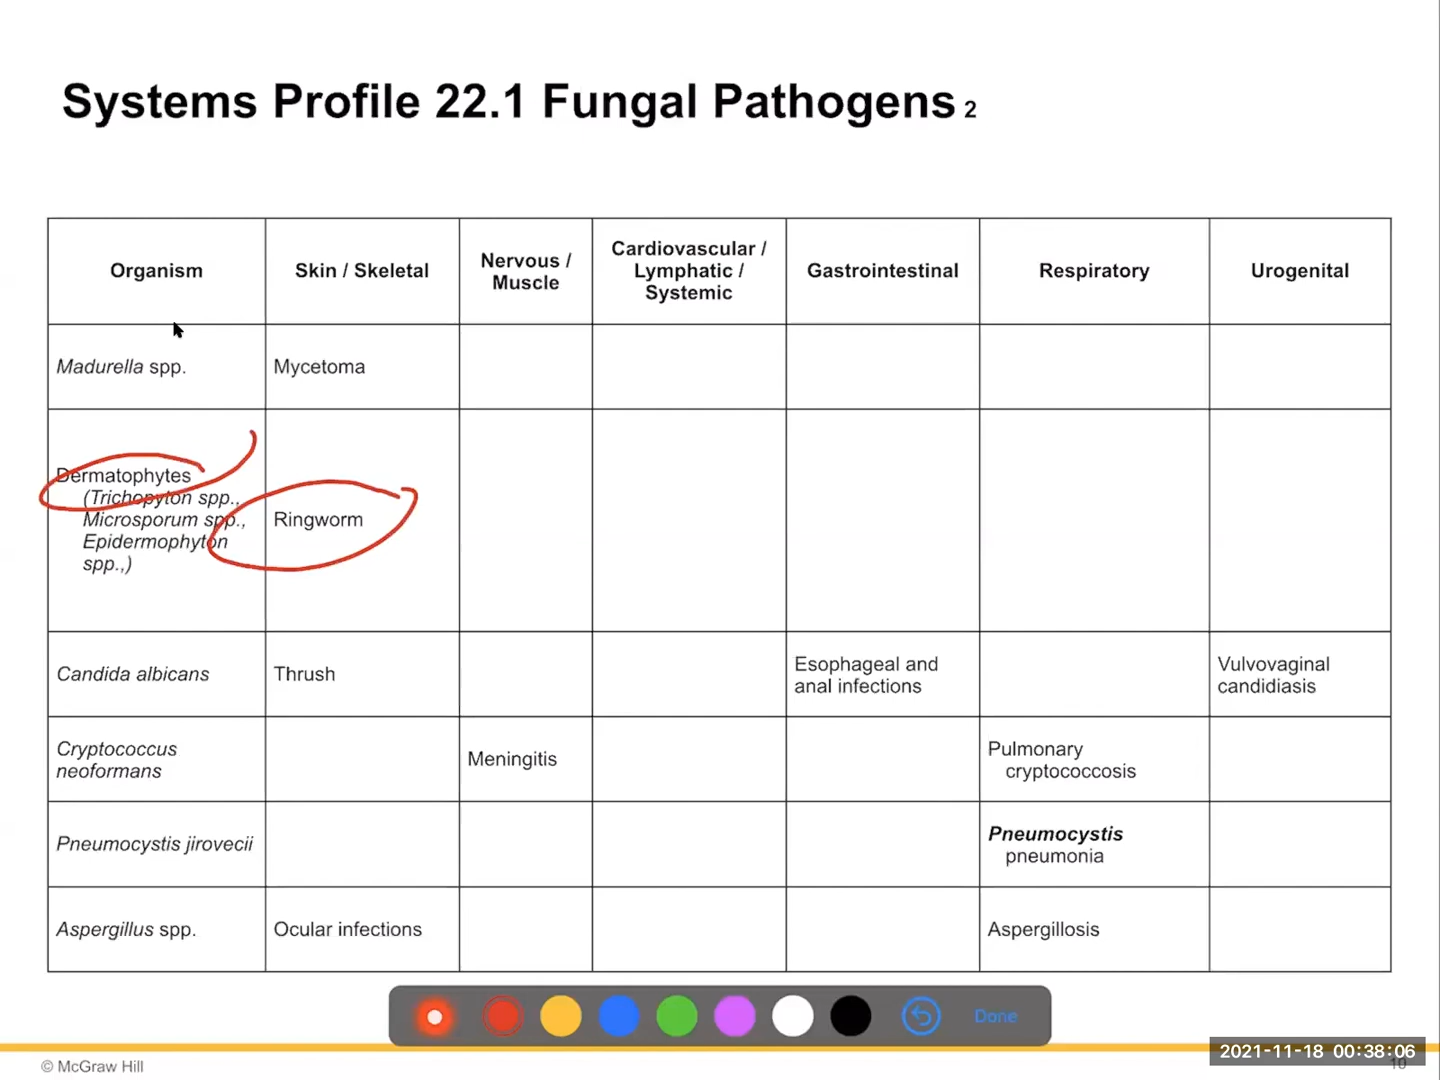 Systems Profile 22.1 Fungal Pathogens 2
Organism
Skin / Skeletal
Nervous /
Muscle
Cardiovascular /
Lymphatic /
Systemic
Gastrointestinal
Respiratory
Urogenital
Madurella spp.
Mycetoma
Dermatophytes
(Trichopyton spp.,
Microsporum spp.,
Epidermophyton
spp.,)
Ringworm
Candida albicans
Thrush
Esophageal and
anal infections
Vulvovaginal
candidiasis
Cryptococcus
neoformans
Meningitis
Pulmonary
cryptococcosis
Pneumocystis jirovecii
Pneumocystis
pneumonia
Aspergillus spp.
Ocular infections
Aspergillosis
Done
© McGraw Hill
2021-11-18 00:38:06
10